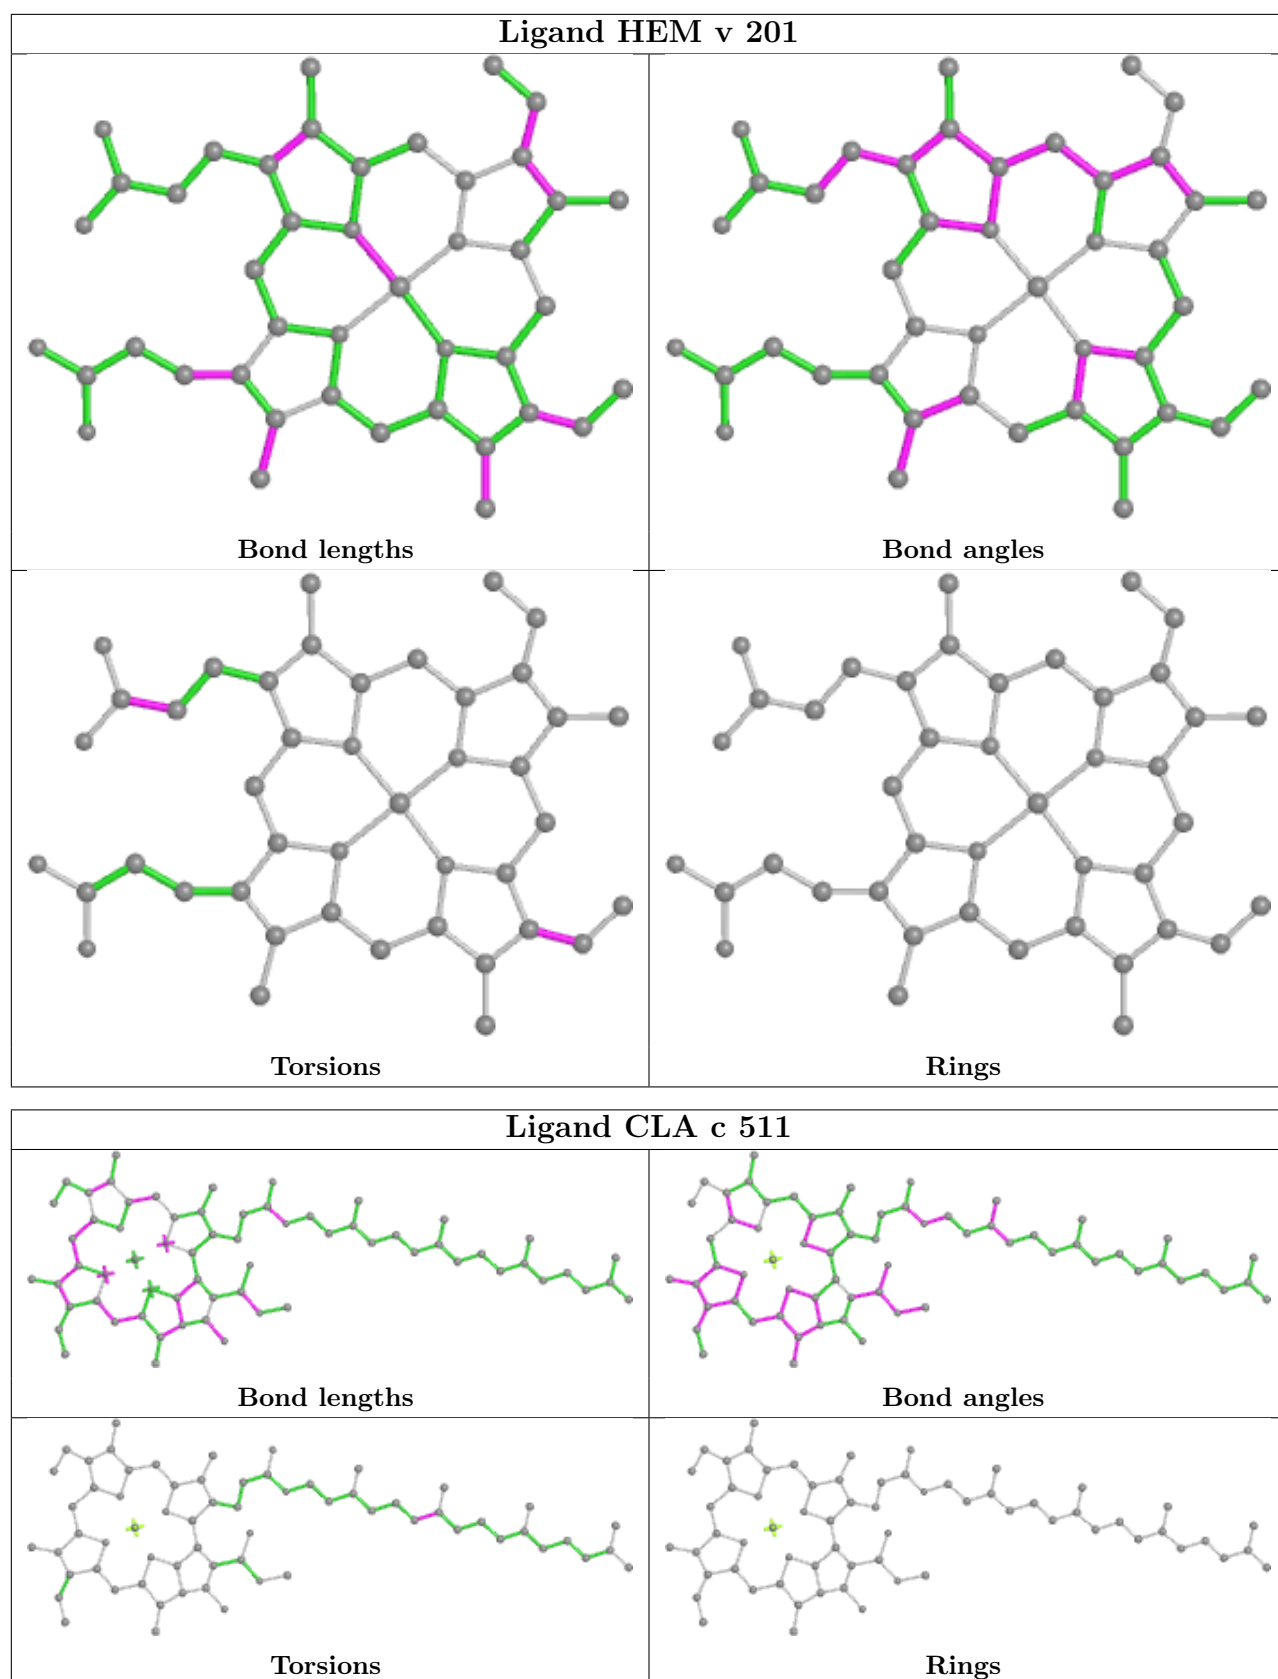 Ligand HEM v 201
Bond lengths
Bond angles
Torsions
Rings
Ligand CLA c 511
Bond lengths
Bond angles
Torsions
Rings